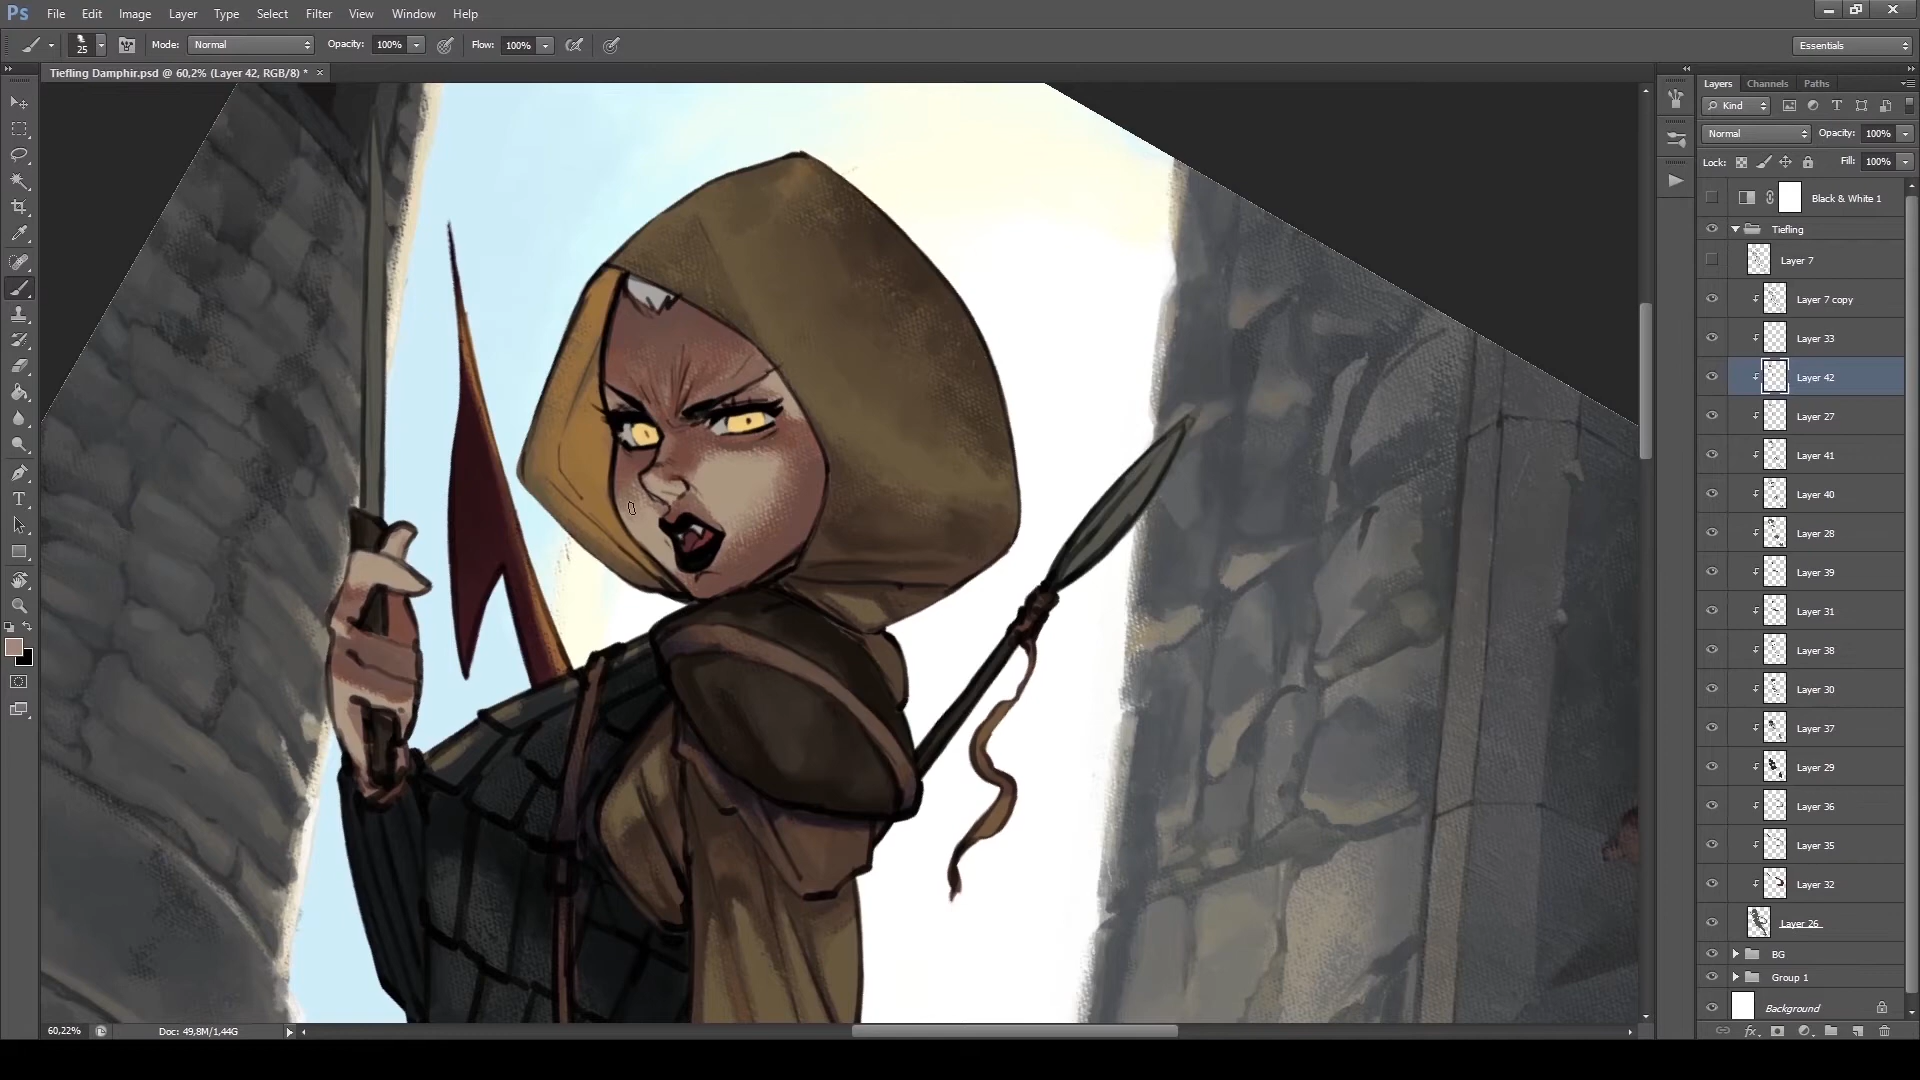 Ps File Edit Image Layer Type Select Filter Analysis View Window Help
25 Mode: Normal Opacity: 100% Flow: 100% Essentials
Tiefling Damphir.psd @ 60,2% (Layer 42, RGB/8) * ×
Layers Channels Paths
Kind
Normal Opacity: 100%
Lock: Fill: 100%
Black & White 1
Tiefling
Layer 7
Layer 7 copy
Layer 33
Layer 42
Layer 27
Layer 41
Layer 40
Layer 28
Layer 39
Layer 31
Layer 38
Layer 30
Layer 37
Layer 29
Layer 36
Layer 35
Layer 32
Layer 26
BG
Group 1
Background
60,22% Doc: 49,8M/1,44G